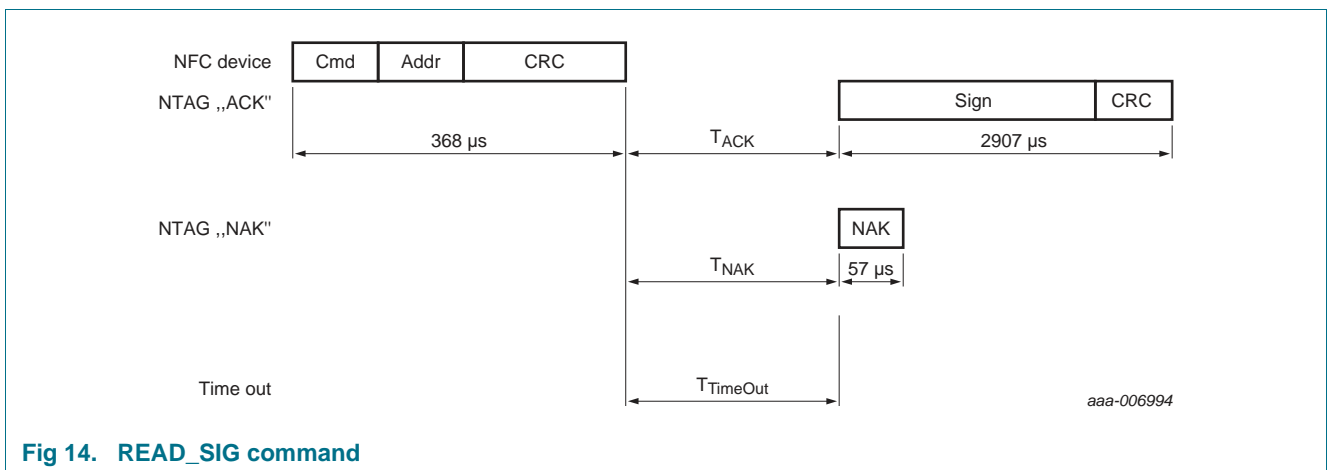 NFC device Cmd Addr CRC
NTAG ,,ACK" Sign CRC
368 µs TACK 2907 µs
NTAG ,,NAK" NAK
TNAK 57 µs
Time out TTimeOut
aaa-006994
Fig 14. READ_SIG command